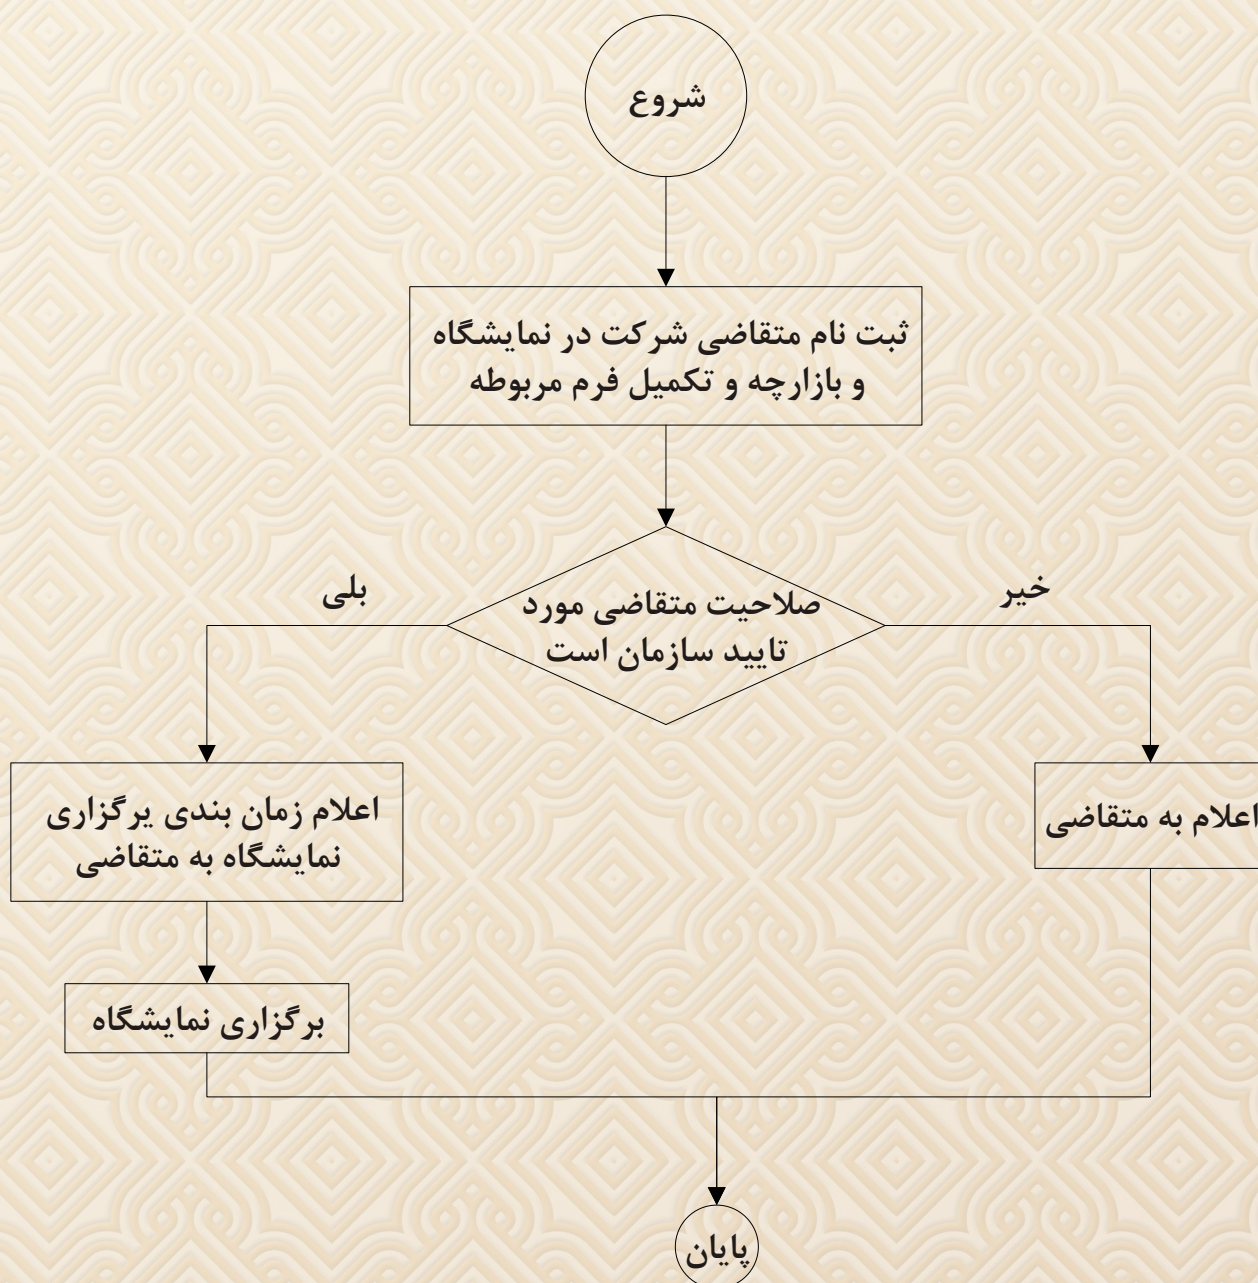 شروع
ثبت نام متقاضی شرکت در نمایشگاه
و بازارچه و تکمیل فرم مربوطه
صلاحیت متقاضی مورد
تایید سازمان است
خیر
بلی
اعلام به متقاضی
اعلام زمان بندی یرگزاری
نمایشگاه به متقاضی
برگزاری نمایشگاه
پایان